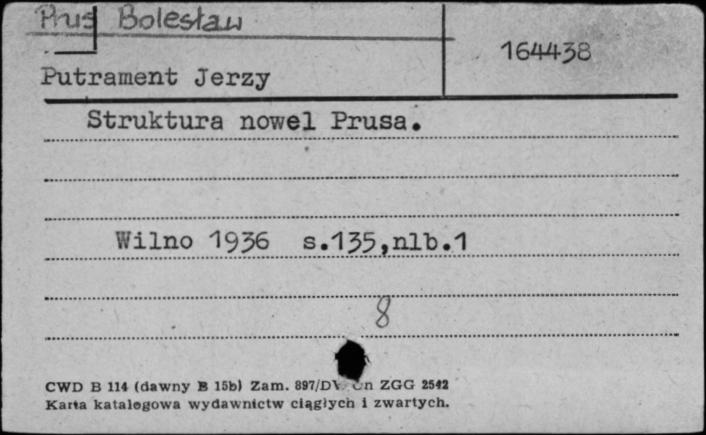 Prus Bolesław
164438
Putrament Jerzy
Struktura nowel Prusa.
Wilno 1936 s.135,nlb.1
8
CWD B 114 (dawny B 15b) Zam. 897/DV ZGG 2542
Karta katalogowa wydawnictw ciągłych i zwartych.